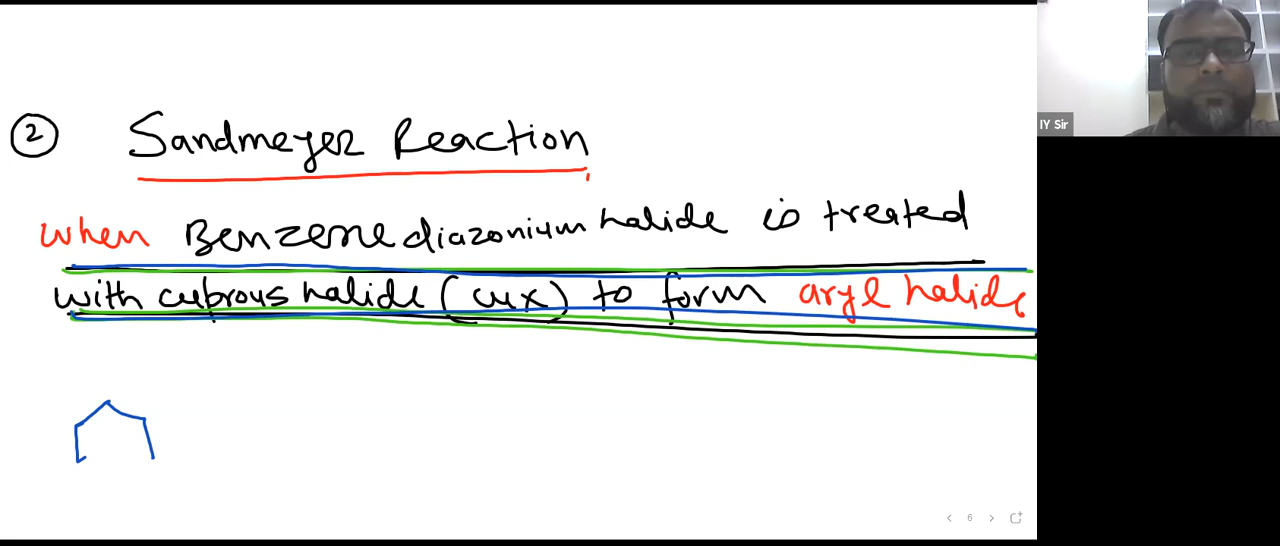 2 Sandmeyer Reaction
when Benzene diazonium halide is treated
with cuprous halide (cux) to form aryl halide
IY Sir
6